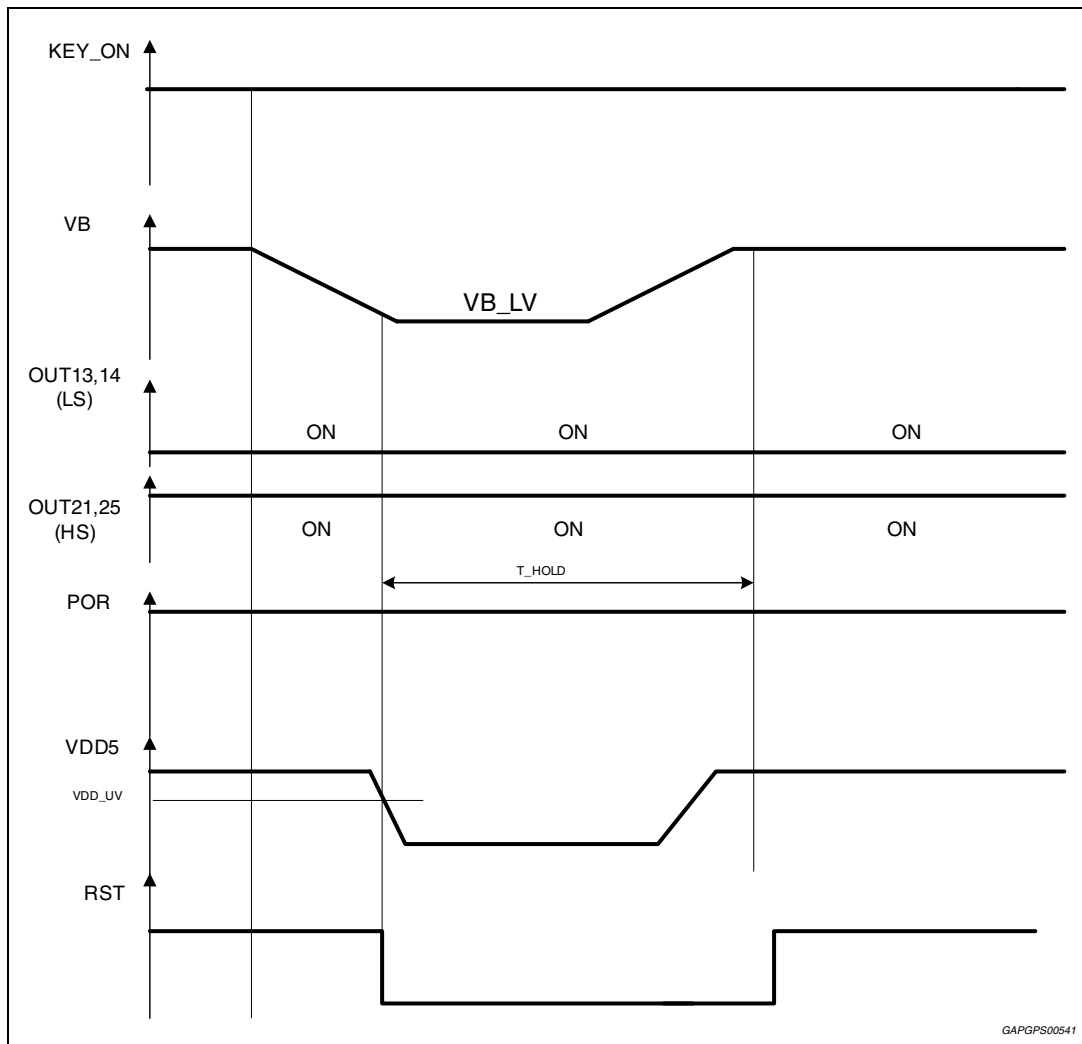 KEY_ON
VB
VB_LV
OUT13,14
(LS)
ON ON ON
OUT21,25
(HS)
ON ON ON
T_HOLD
POR
VDD5
VDD_UV
RST
GAPGPS00541